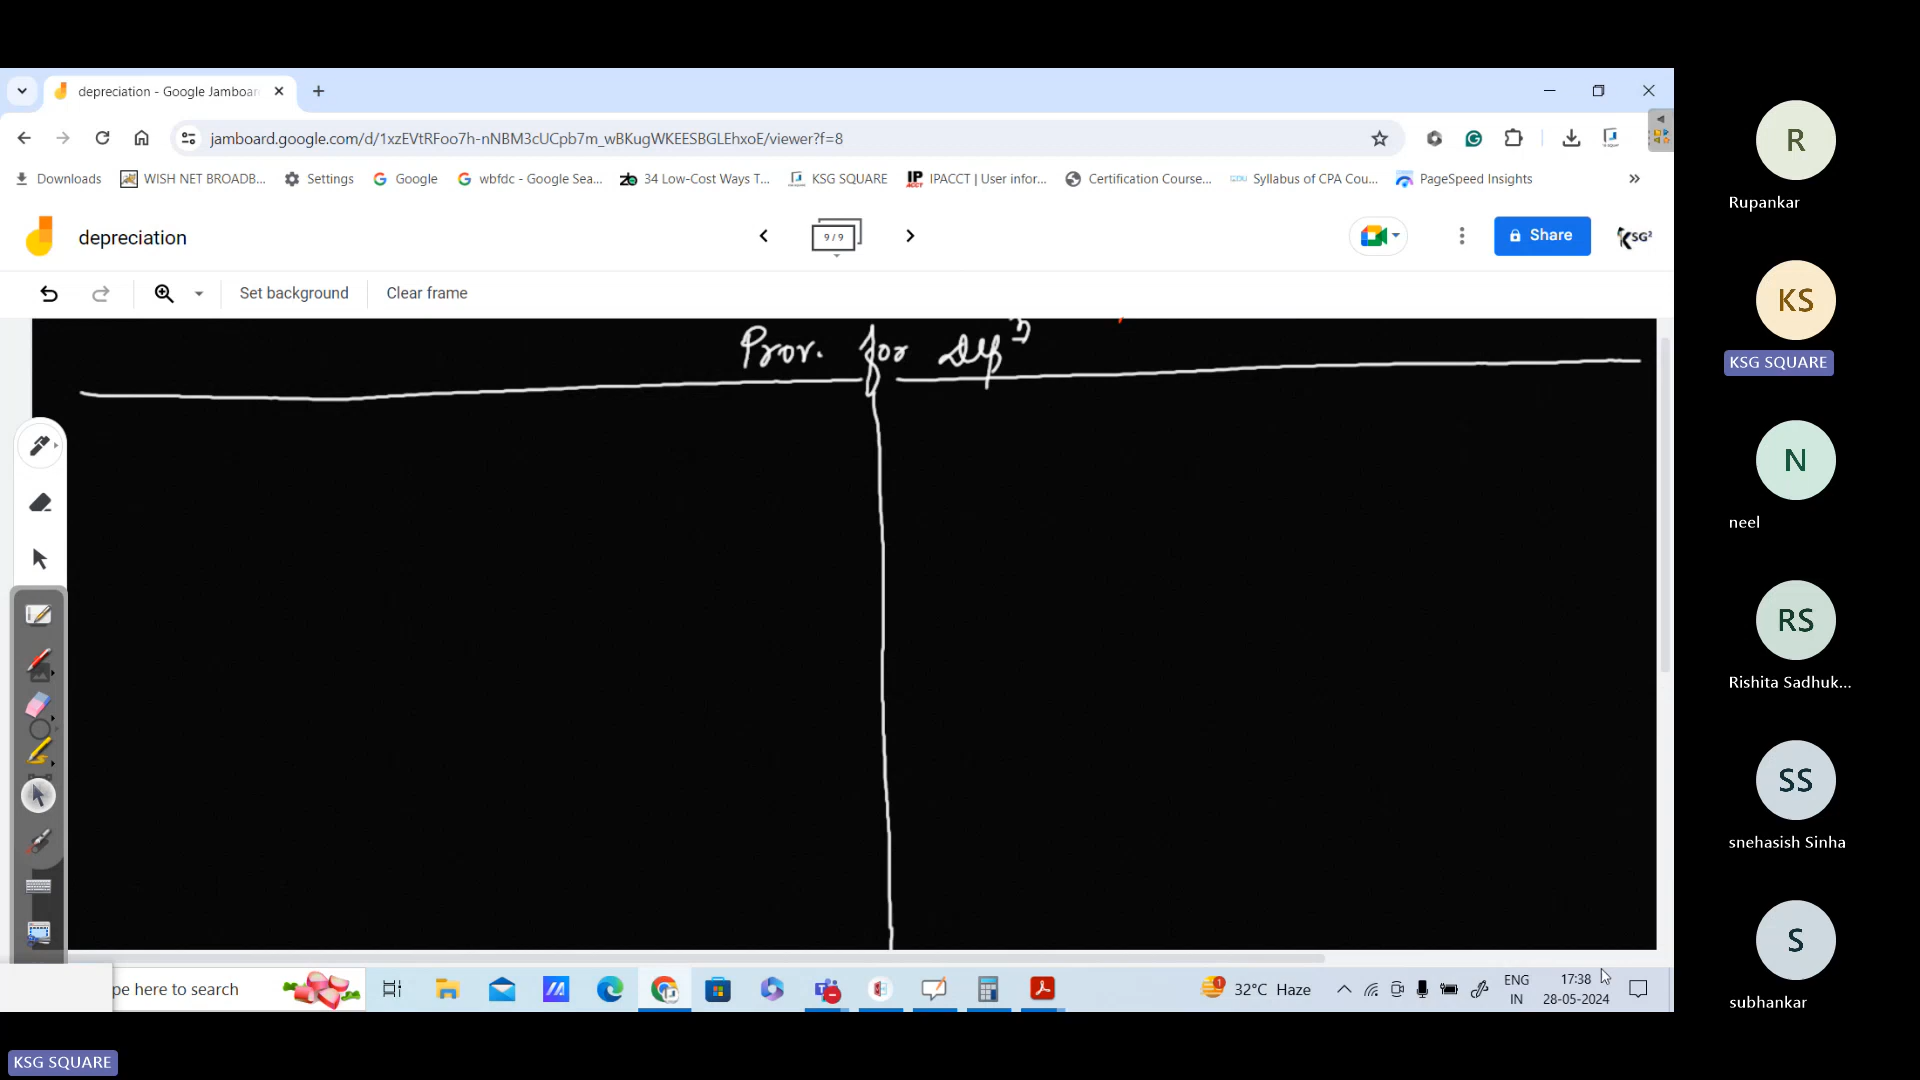 depreciation - Google Jamboar
jamboard.google.com/d/1xzEVtRFoo7h-nNBM3cUCpb7m_wBKugWKEESBGLEhxoE/viewer?f=8
Downloads WISH NET BROADB... Settings Google wbfdc - Google Sea... 34 Low-Cost Ways T... KSG SQUARE IPACCT | User infor... Certification Course... Syllabus of CPA Cou... PageSpeed Insights
depreciation 9 / 9 Share KSG²
Set background Clear frame
Prov. for Dep
R
Rupankar
KS
KSG SQUARE
N
neel
RS
Rishita Sadhuk...
SS
snehasish Sinha
S
subhankar
pe here to search 32°C Haze ENG 17:38
IN 28-05-2024
KSG SQUARE